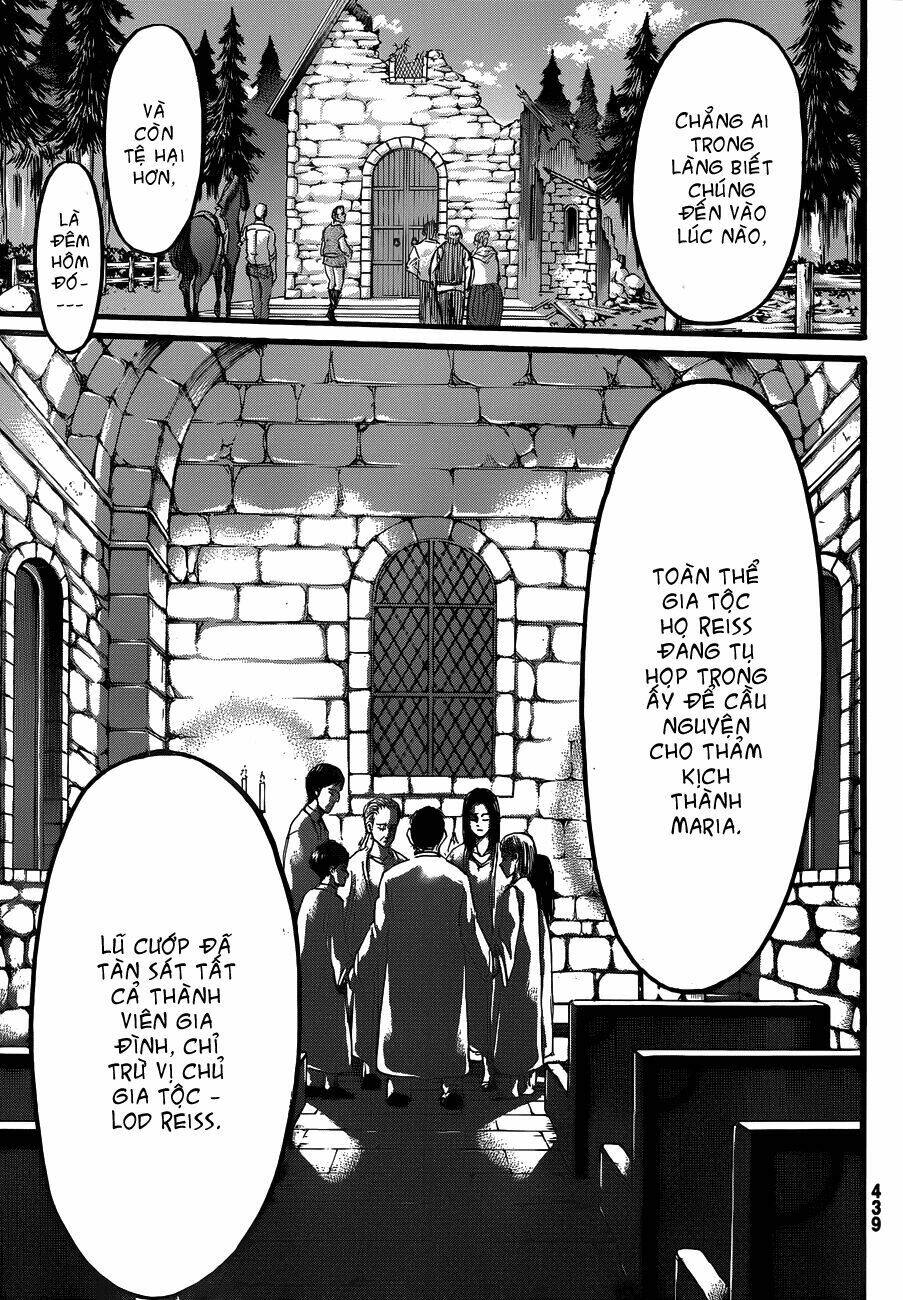 CHẲNG AI
TRONG
LÀNG BIẾT
CHÚNG
ĐẾN VÀO
LÚC NÀO,
VÀ
CÒN
TỆ HẠI
HƠN,
LÀ
ĐÊM
HÔM
ĐÓ-
----
TOÀN THỂ
GIA TỘC
HỌ REISS
ĐANG TỤ
HỌP TRONG
ẤY ĐỂ CẦU
NGUYỆN
CHO THẢM
KỊCH
THÀNH
MARIA.
LŨ CƯỚP ĐÃ
TÀN SÁT TẤT
CẢ THÀNH
VIÊN GIA
ĐÌNH, CHỈ
TRỪ VỊ CHỦ
GIA TỘC -
LOD REISS.
439